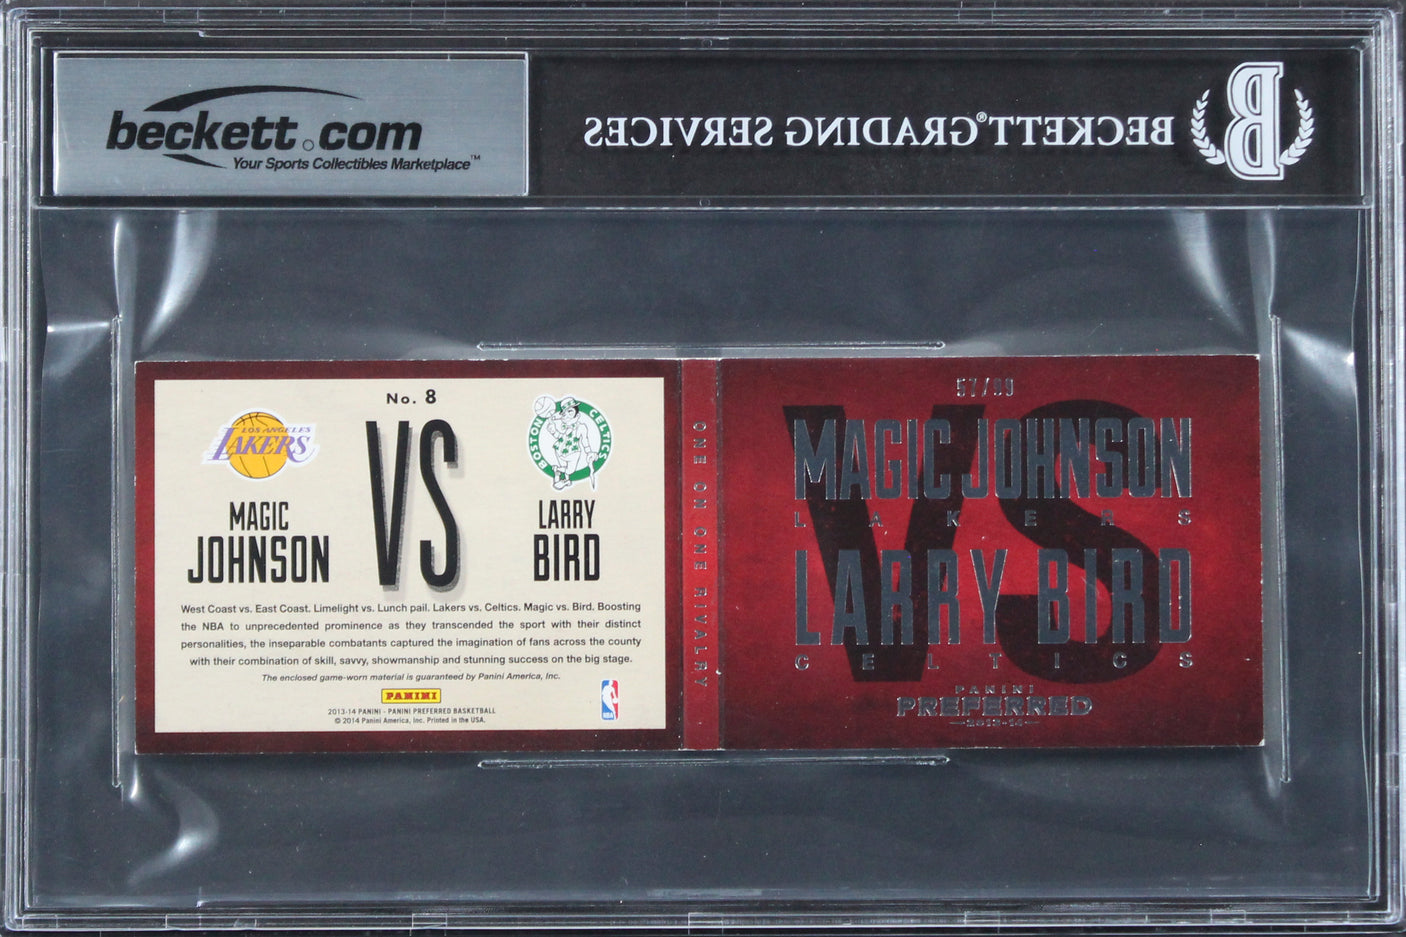 beckett.com
Your Sports Collectibles Marketplace™
BECKETT® GRADING SERVICES
B
No. 8
LOS ANGELES
LAKERS
VS
BOSTON CELTICS
MAGIC
JOHNSON
LARRY
BIRD
West Coast vs. East Coast. Limelight vs. Lunch pail. Lakers vs. Celtics. Magic vs. Bird. Boosting
the NBA to unprecedented prominence as they transcended the sport with their distinct
personalities, the inseparable combatants captured the imagination of fans across the county
with their combination of skill, savvy, showmanship and stunning success on the big stage.
The enclosed game-worn material is guaranteed by Panini America, Inc.
PANINI
2013-14 PANINI - PANINI PREFERRED BASKETBALL
© 2014 Panini America, Inc. Printed in the USA.
NBA
ONE ON ONE RIVALRY
57/99
VS
MAGIC JOHNSON
LAKERS
LARRY BIRD
CELTICS
PANINI
PREFERRED
2013-14